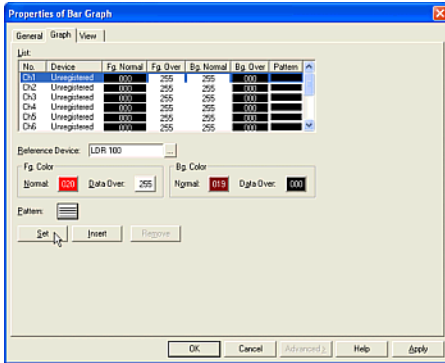 Properties of Bar Graph
General Graph View
List:
No. Device Fg. Normal Fg. Over Bg. Normal Bg. Over Pattern
Ch1 Unregistered 000 255 255 000
Ch2 Unregistered 000 255 255 000
Ch3 Unregistered 000 255 255 000
Ch4 Unregistered 000 255 255 000
Ch5 Unregistered 000 255 255 000
Ch6 Unregistered 000 255 255 000
Reference Device: LDR 100 ...
Fg. Color Bg. Color
Normal: 020 Data Over: 255 Normal: 019 Data Over: 000
Pattern:
Set Insert Remove
OK Cancel Advanced > Help Apply